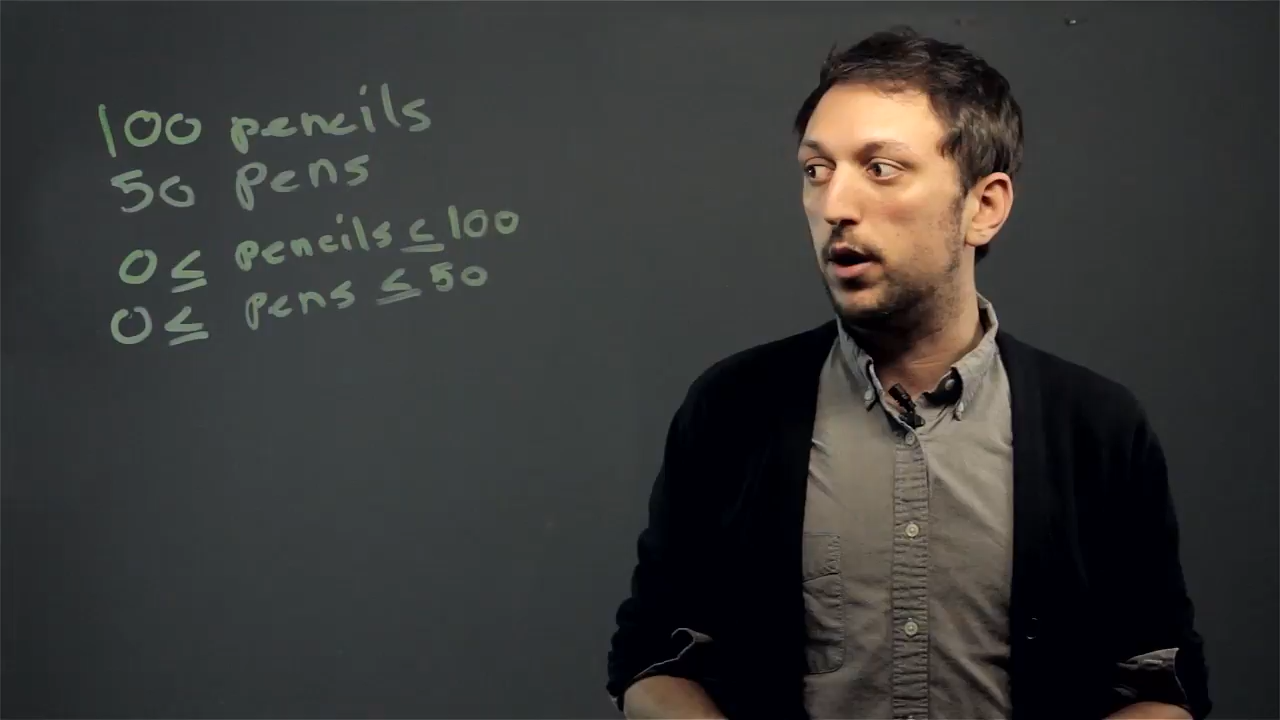 100 pencils
50 pens
0 ≤ pencils ≤ 100
0 ≤ pens ≤ 50